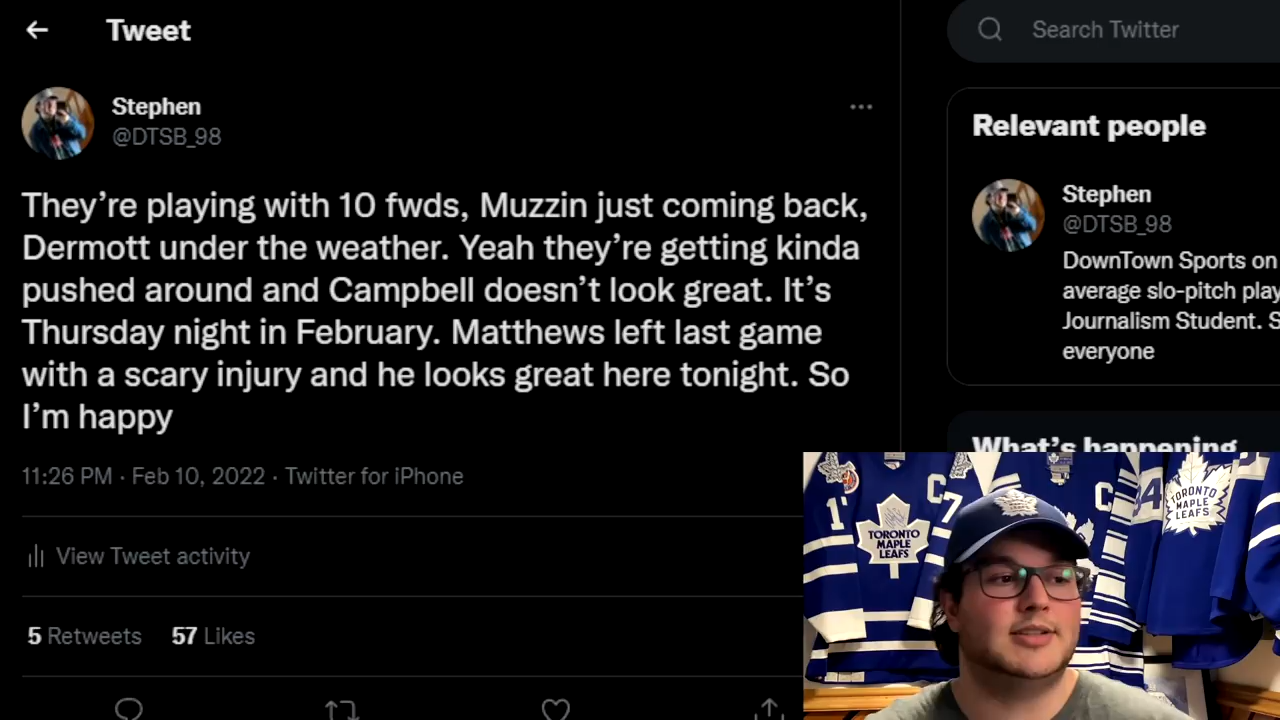 Tweet
Search Twitter
Stephen
@DTSB_98
They’re playing with 10 fwds, Muzzin just coming back,
Dermott under the weather. Yeah they’re getting kinda
pushed around and Campbell doesn’t look great. It’s
Thursday night in February. Matthews left last game
with a scary injury and he looks great here tonight. So
I’m happy
11:26 PM · Feb 10, 2022 · Twitter for iPhone
View Tweet activity
5 Retweets 57 Likes
Relevant people
Stephen
@DTSB_98
DownTown Sports on
average slo-pitch play
Journalism Student. S
everyone
What’s happening
C
TORONTO
MAPLE
LEAFS
C
TORONTO
MAPLE
LEAFS